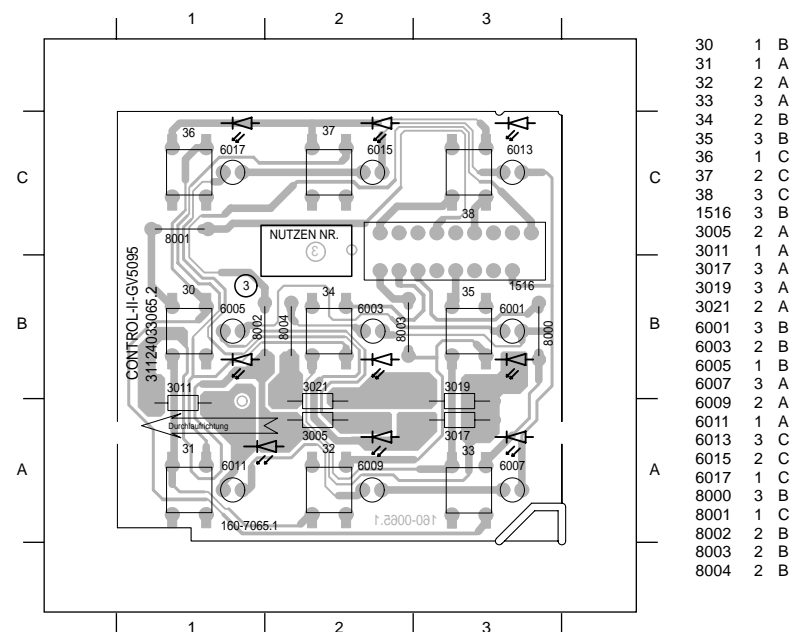 1 2 3
30 1 B
31 1 A
32 2 A
33 3 A
34 2 B
35 3 B
36 1 C
37 2 C
38 3 C
1516 3 B
3005 2 A
3011 1 A
3017 3 A
3019 3 A
3021 2 A
6001 3 B
6003 2 B
6005 1 B
6007 3 A
6009 2 A
6011 1 A
6013 3 C
6015 2 C
6017 1 C
8000 3 B
8001 1 C
8002 2 B
8003 2 B
8004 2 B
36 37
6017 6015 6013
C C
38
8001
NUTZEN NR.
3
CONTROL-II-GV5095
31124033065.2
3
30 34 35 1516
6005 6003 6001
B B
8002 8004 8003 8000
3011 3021 3019
Durchlaufrichtung
3005 3017
31 32 33
6011 6009 6007
A A
160-7065.1
160-0065.1
1 2 3